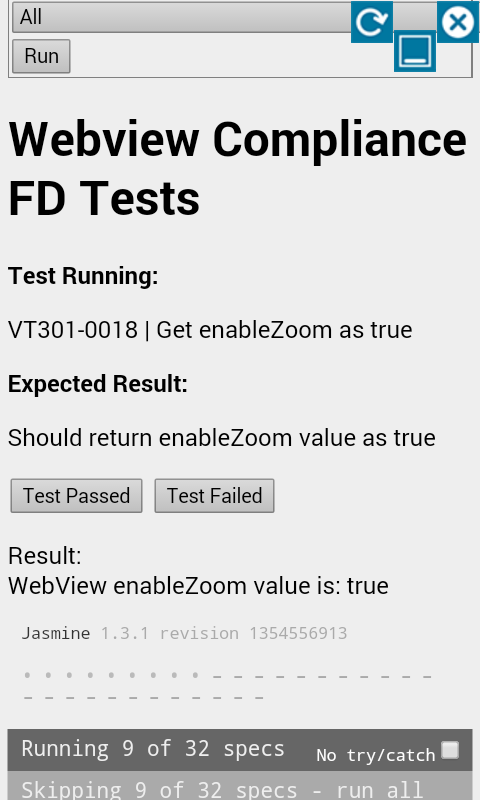 All
Run
Webview Compliance
FD Tests
Test Running:
VT301-0018 | Get enableZoom as true
Expected Result:
Should return enableZoom value as true
Test Passed Test Failed
Result:
WebView enableZoom value is: true
Jasmine 1.3.1 revision 1354556913
• • • • • • • • • - - - - - - - - - - -
- - - - - - - - - - - -
Running 9 of 32 specs No try/catch
Skipping 9 of 32 specs - run all